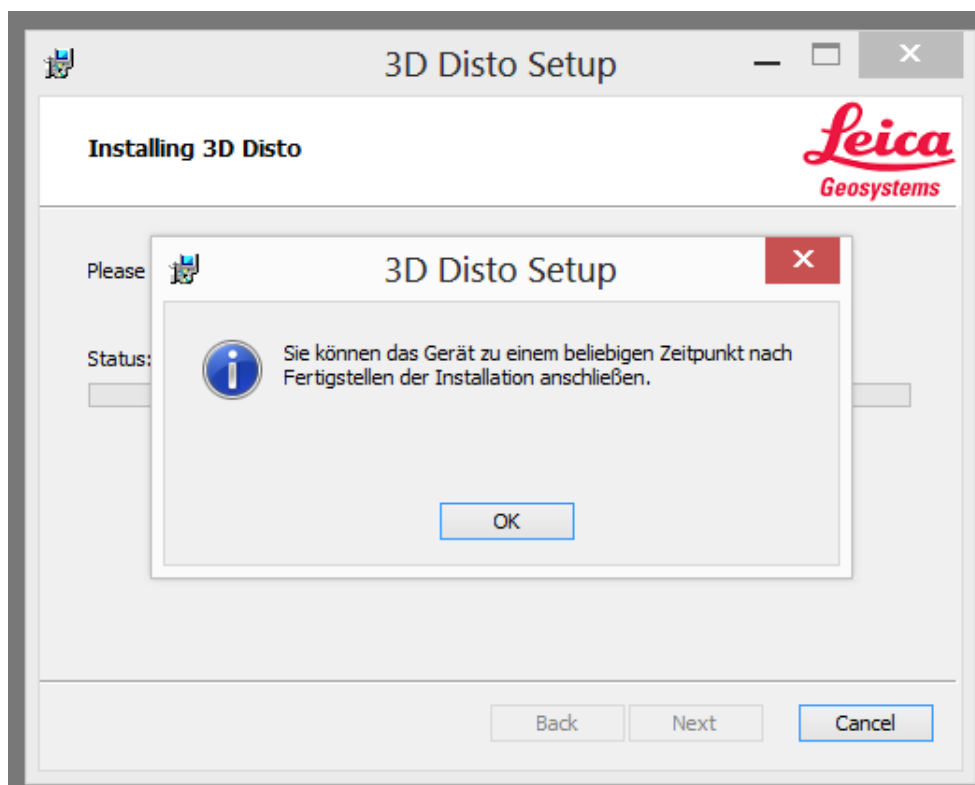 3D Disto Setup
Installing 3D Disto
Leica
Geosystems
Please
3D Disto Setup
Status:
Sie können das Gerät zu einem beliebigen Zeitpunkt nach
Fertigstellen der Installation anschließen.
OK
Back
Next
Cancel